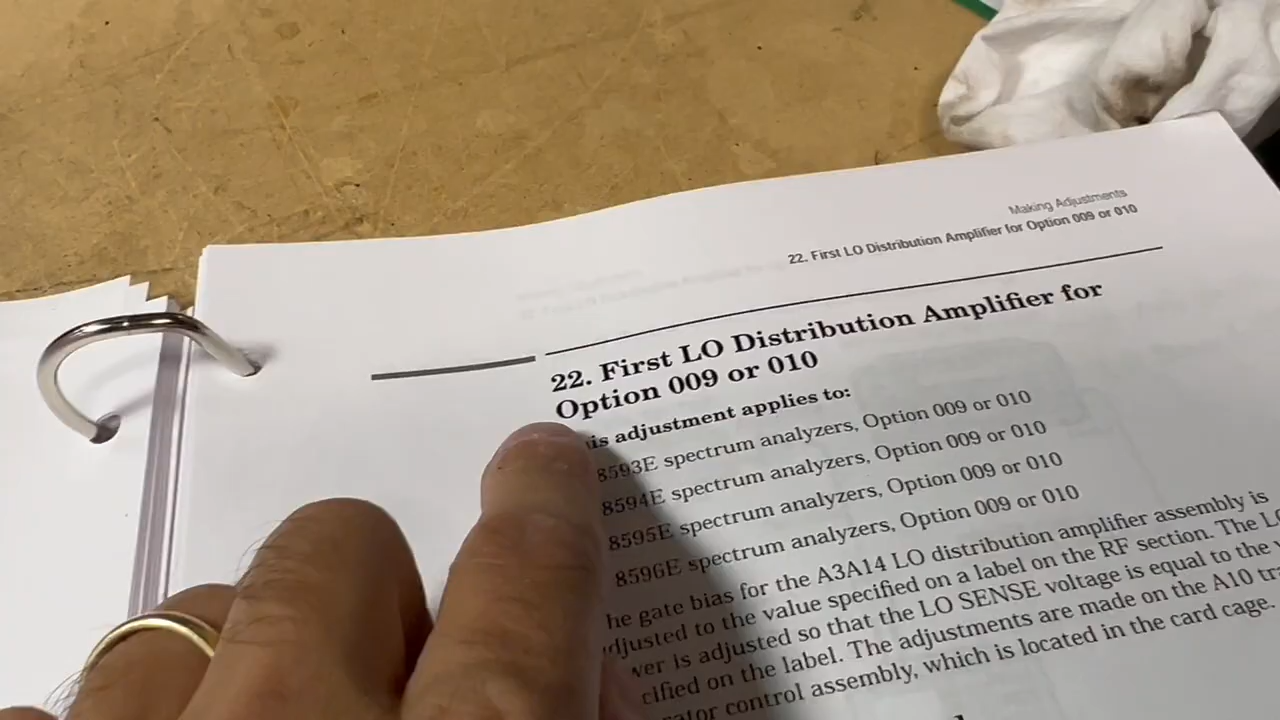 Making Adjustments
22. First LO Distribution Amplifier for Option 009 or 010
22. First LO Distribution Amplifier for
Option 009 or 010
is adjustment applies to:
8593E spectrum analyzers, Option 009 or 010
8594E spectrum analyzers, Option 009 or 010
8595E spectrum analyzers, Option 009 or 010
8596E spectrum analyzers, Option 009 or 010
he gate bias for the A3A14 LO distribution amplifier assembly is
djusted to the value specified on a label on the RF section. The LO
wer is adjusted so that the LO SENSE voltage is equal to the
cified on the label. The adjustments are made on the A10 tra
rator control assembly, which is located in the card cage.